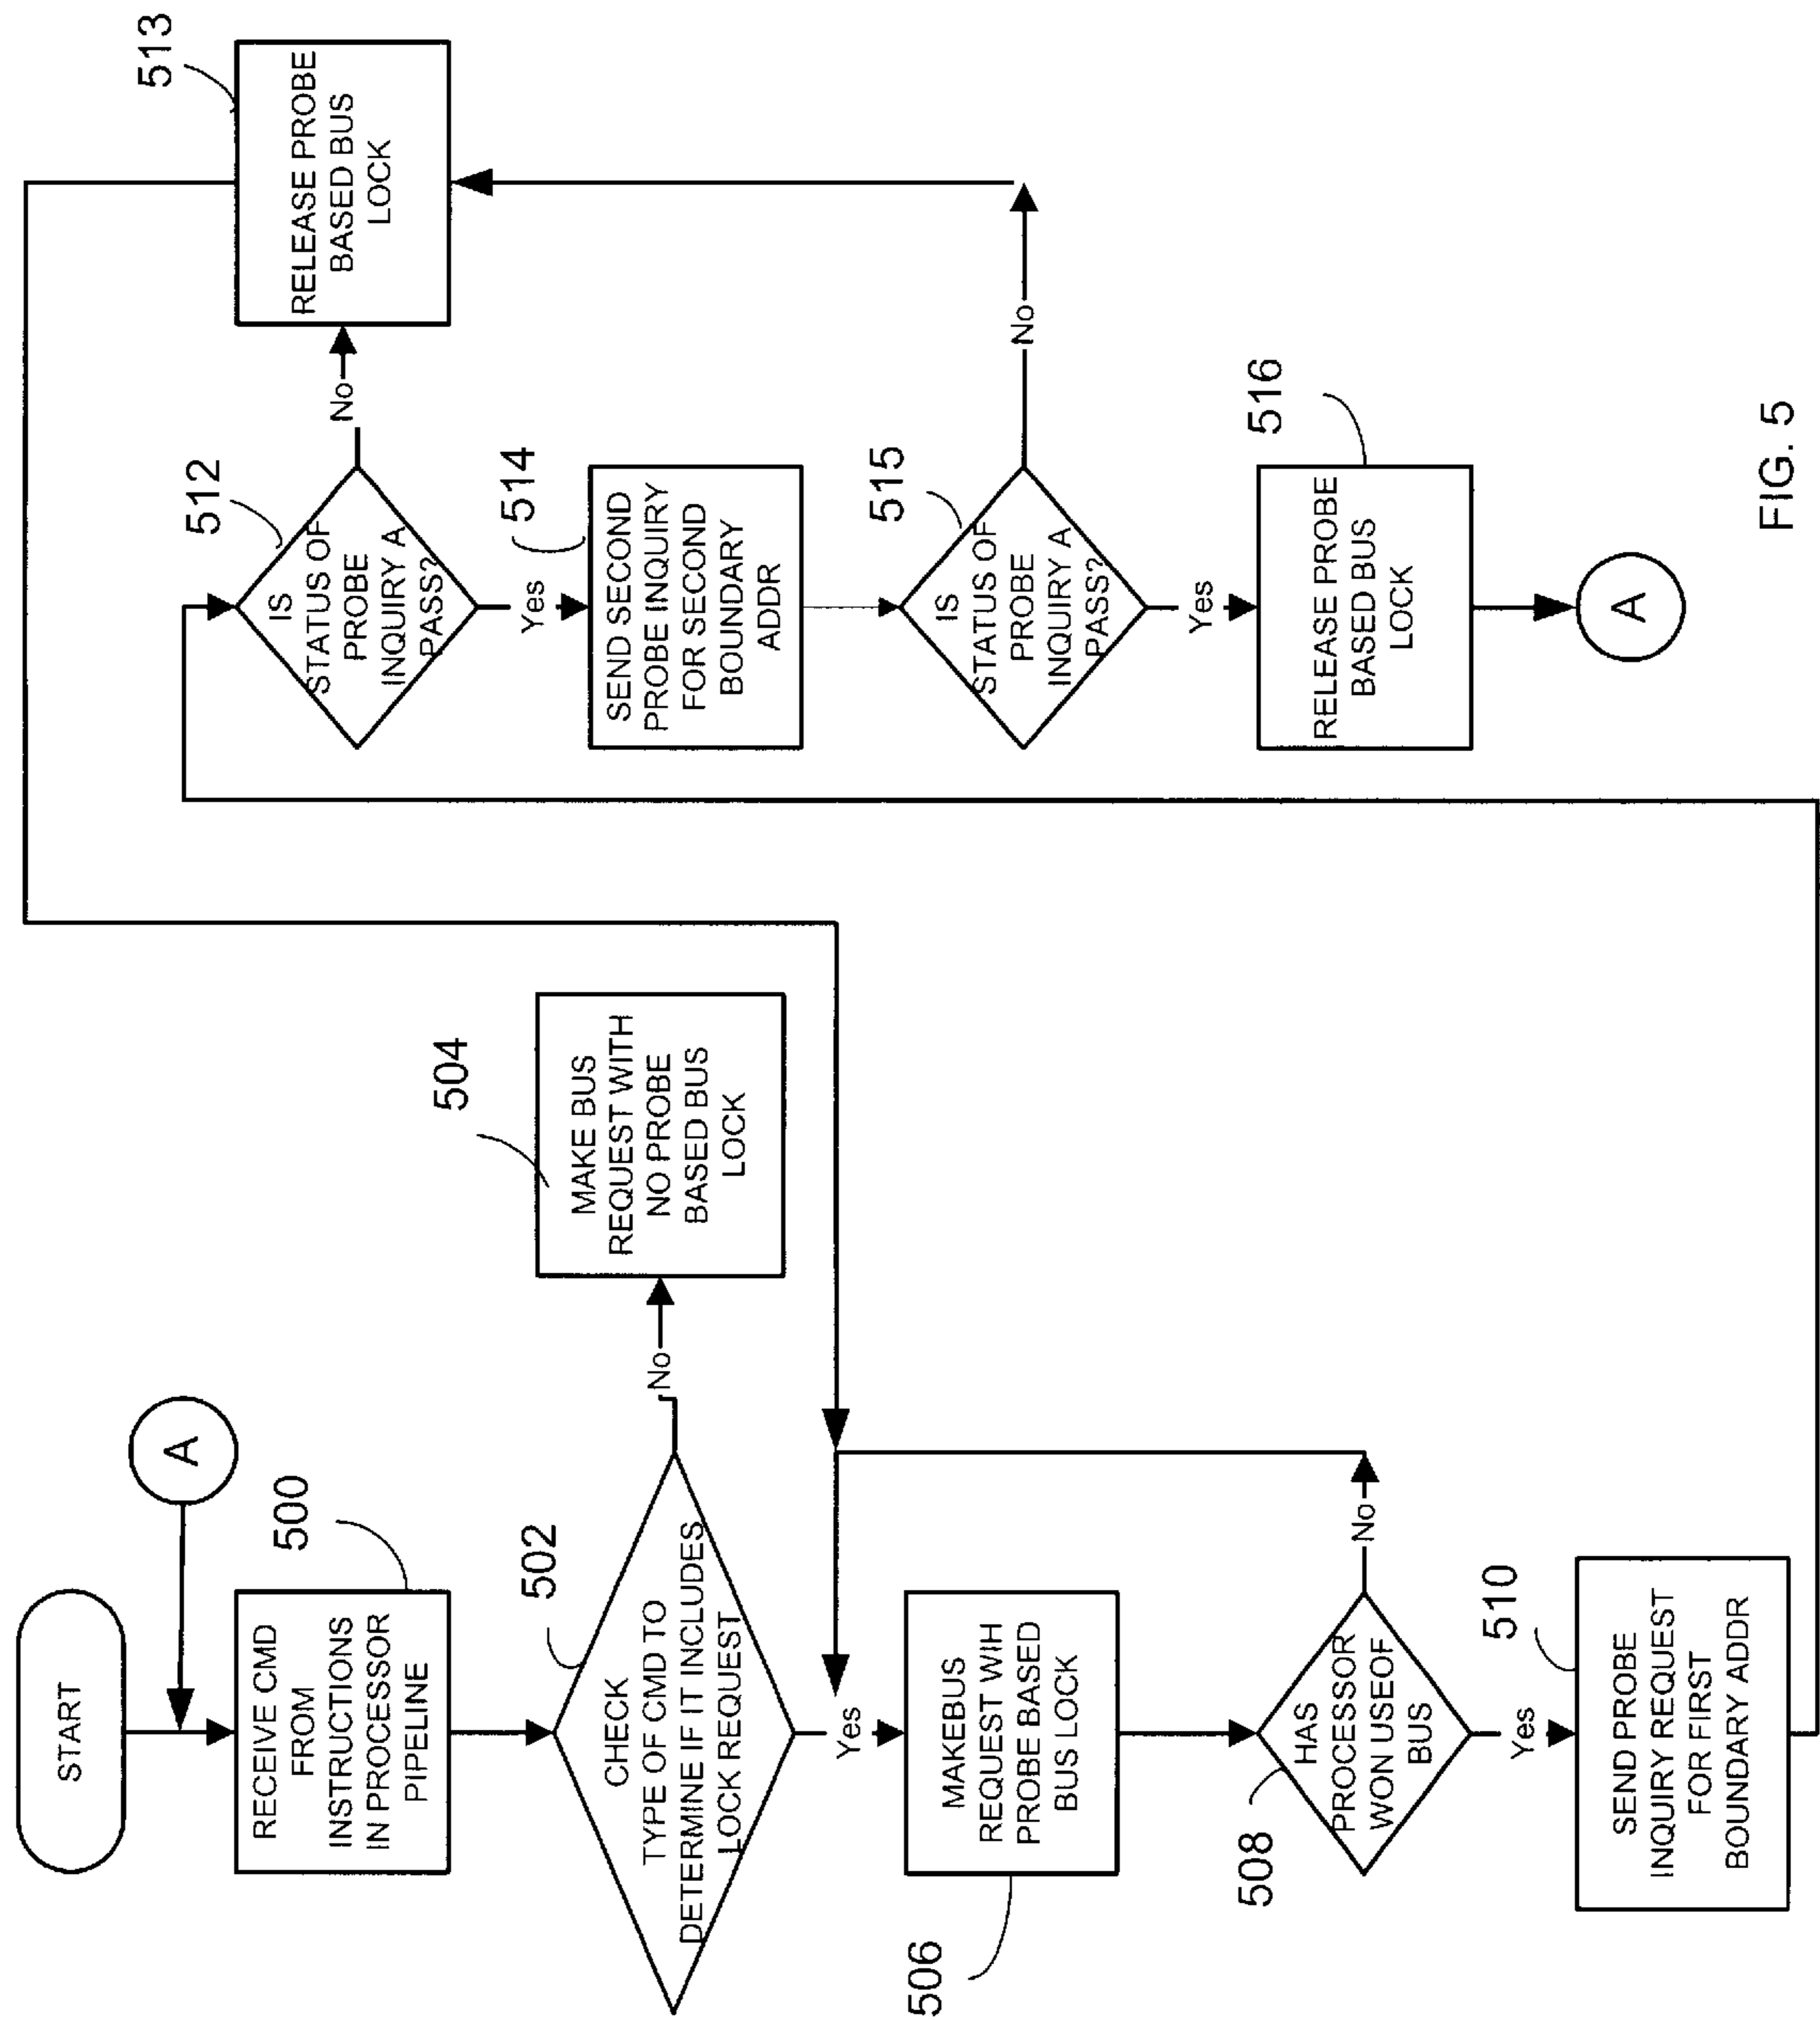 START
A
500
RECEIVE CMD
FROM
INSTRUCTIONS
IN PROCESSOR
PIPELINE
502
CHECK
TYPE OF CMD TO
DETERMINE IF IT INCLUDES
LOCK REQUEST
No
504
MAKE BUS
REQUEST WITH
NO PROBE
BASED BUS
LOCK
Yes
506
MAKEBUS
REQUEST WIH
PROBE BASED
BUS LOCK
508
HAS
PROCESSOR
WON USEOF
BUS
No
Yes
510
SEND PROBE
INQUIRY REQUEST
FOR FIRST
BOUNDARY ADDR
512
IS
STATUS OF
PROBE
INQUIRY A
PASS?
No
513
RELEASE PROBE
BASED BUS
LOCK
Yes
514
SEND SECOND
PROBE INQUIRY
FOR SECOND
BOUNDARY
ADDR
515
IS
STATUS OF
PROBE
INQUIRY A
PASS?
No
Yes
516
RELEASE PROBE
BASED BUS
LOCK
A
FIG. 5